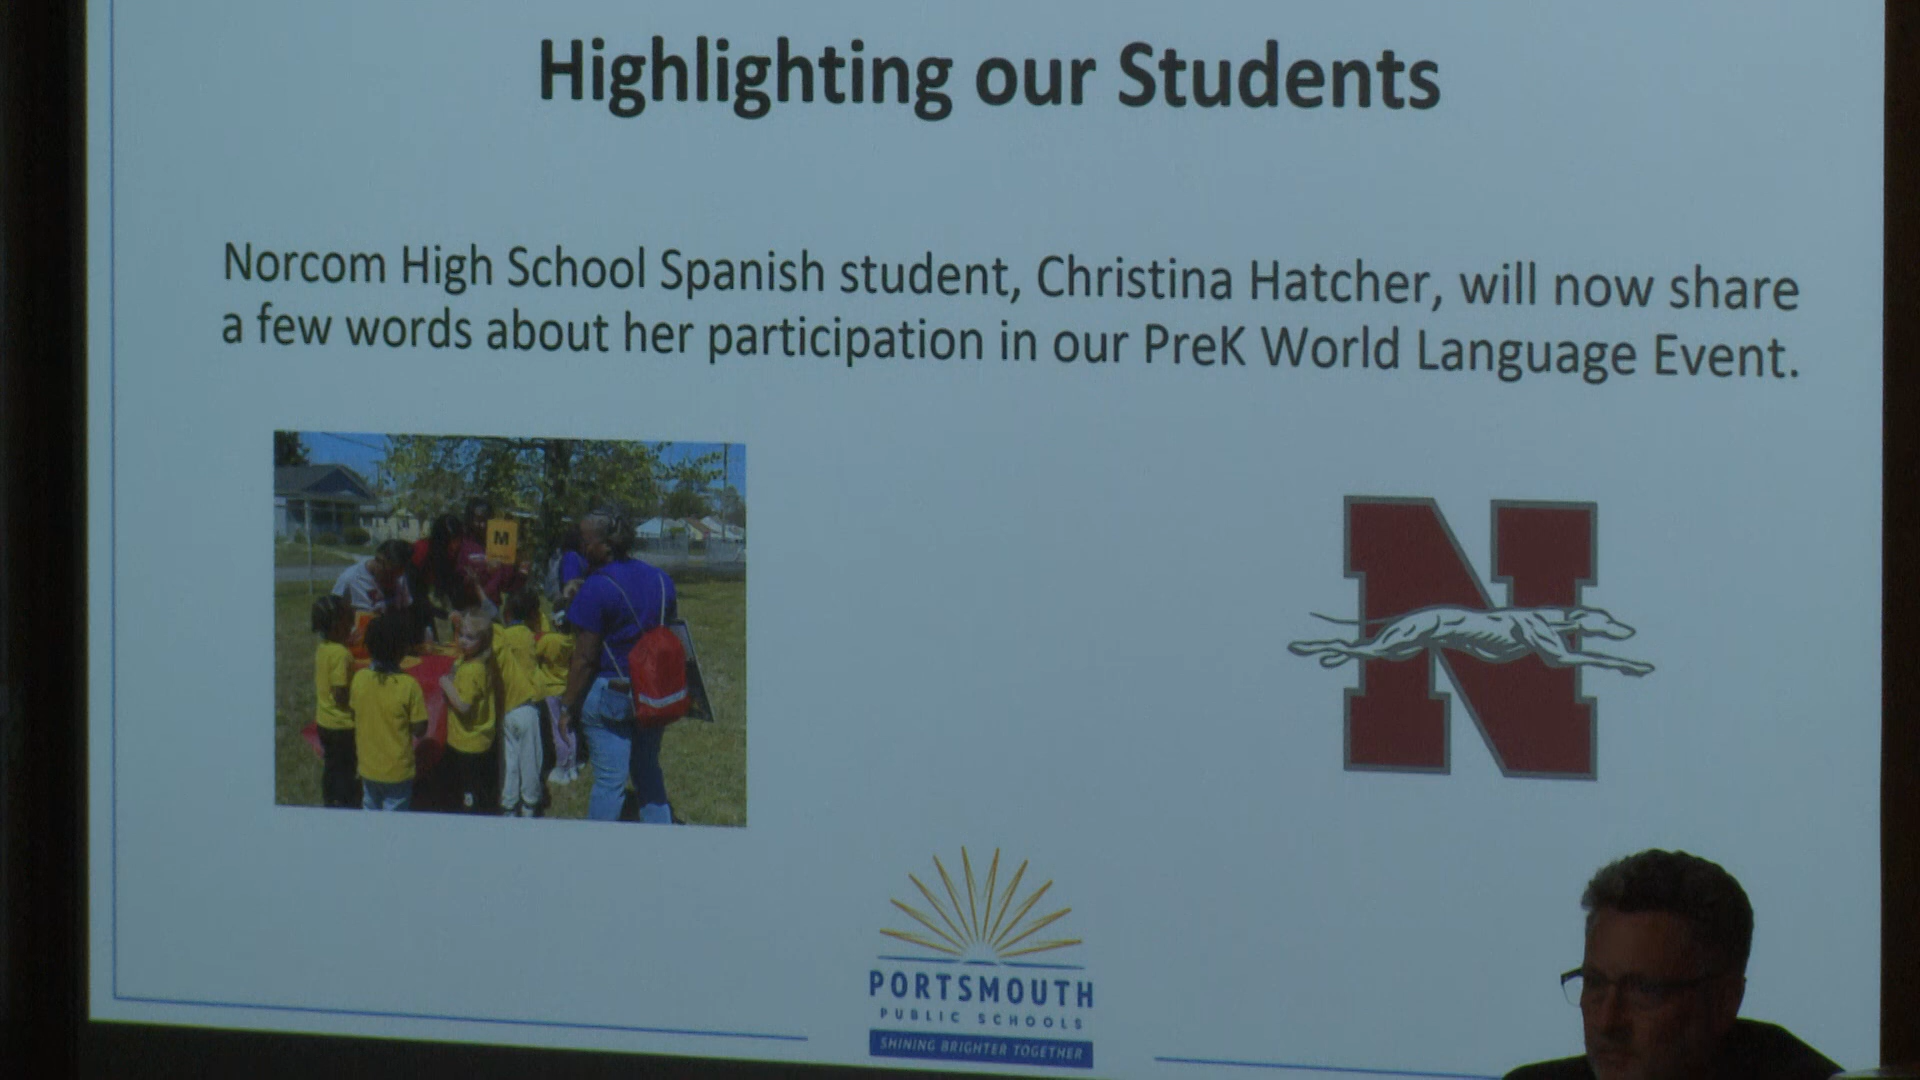 Highlighting our Students
Norcom High School Spanish student, Christina Hatcher, will now share
a few words about her participation in our PreK World Language Event.
M
N
PORTSMOUTH
PUBLIC SCHOOLS
SHINING BRIGHTER TOGETHER